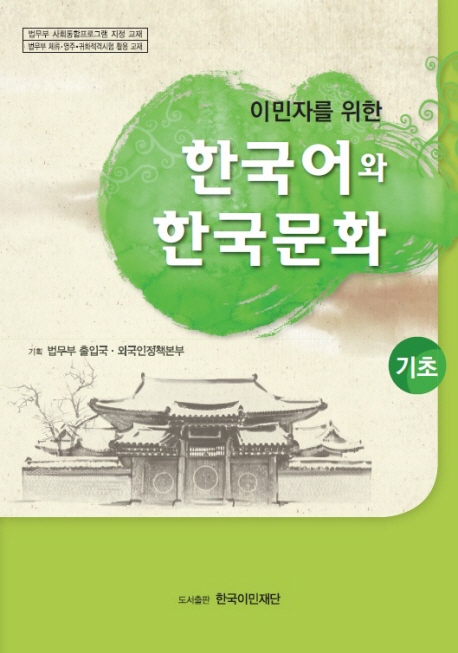 법무부 사회통합프로그램 지정 교재
법무부 체류·영주·귀화적격시험 활용 교재
이민자를 위한
한국어와
한국문화
기획 법무부 출입국·외국인정책본부
기초
도서출판 한국이민재단